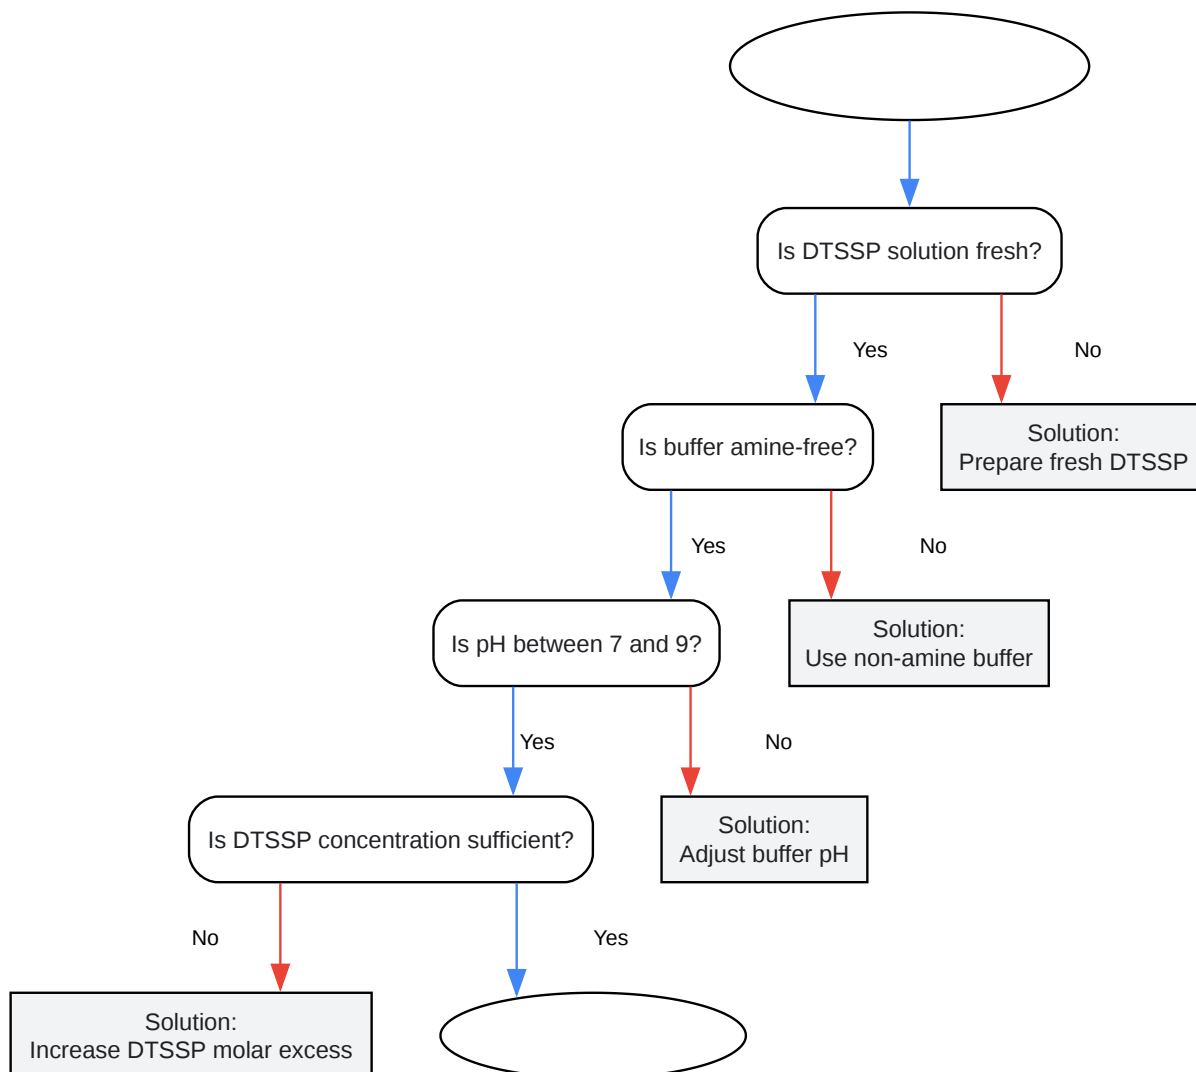 Is DTSSP solution fresh?
Yes
No
Is buffer amine-free?
Solution:
Prepare fresh DTSSP
Yes
No
Is pH between 7 and 9?
Solution:
Use non-amine buffer
Yes
No
Is DTSSP concentration sufficient?
Solution:
Adjust buffer pH
No
Yes
Solution:
Increase DTSSP molar excess